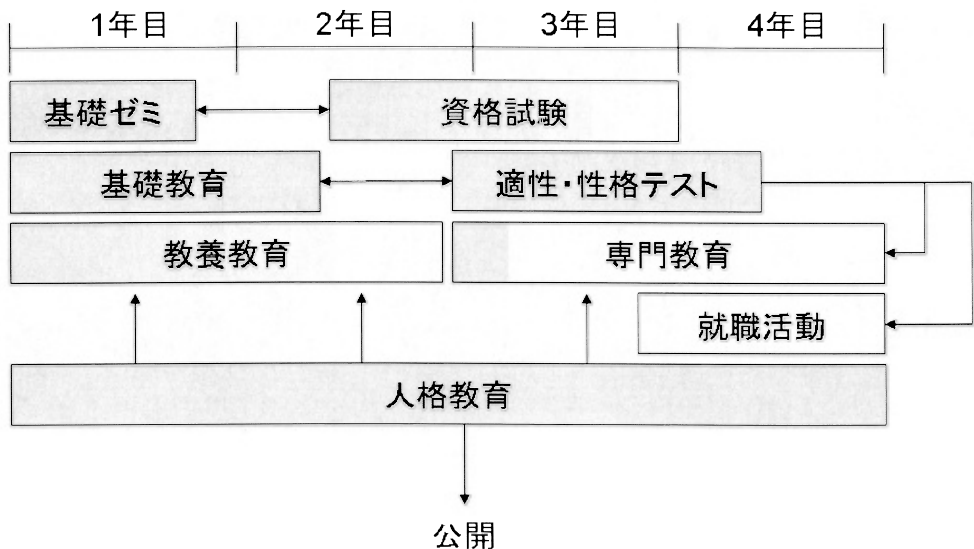 1年目 2年目 3年目 4年目
基礎ゼミ 資格試験
基礎教育 適性・性格テスト
教養教育 専門教育
就職活動
人格教育
公開